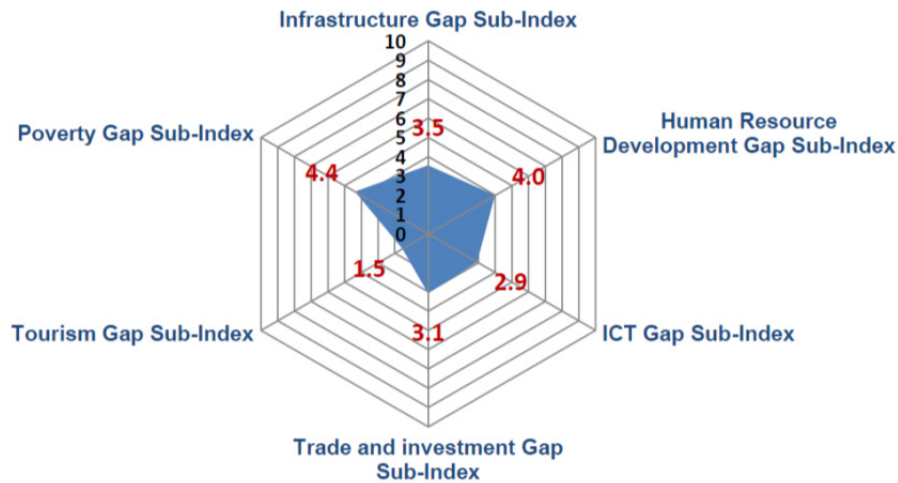 Infrastructure Gap Sub-Index
10
9
8
7
6
5
4
3
2
1
0
3.5
Human Resource
Development Gap Sub-Index
4.0
Poverty Gap Sub-Index
4.4
1.5
2.9
Tourism Gap Sub-Index
3.1
ICT Gap Sub-Index
Trade and investment Gap
Sub-Index